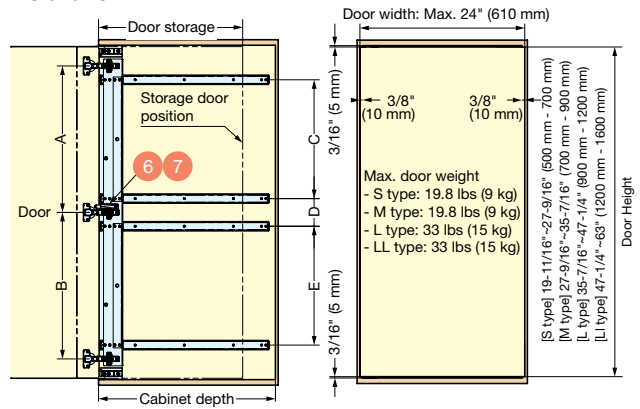 Door storage
Storage door
position
6 7
A
B
C
D
E
Door
Cabinet depth
Door width: Max. 24" (610 mm)
3/16" (5 mm)
3/8"
(10 mm)
3/8"
(10 mm)
Max. door weight
- S type: 19.8 lbs (9 kg)
- M type: 19.8 lbs (9 kg)
- L type: 33 lbs (15 kg)
- LL type: 33 lbs (15 kg)
3/16" (5 mm)
[S type] 19-11/16"~27-9/16" (500 mm - 700 mm)
[M type] 27-9/16"~35-7/16" (700 mm - 900 mm)
[L type] 35-7/16"~47-1/4" (900 mm - 1200 mm)
[Ll type] 47-1/4"~63" (1200 mm - 1600 mm)
Door Height